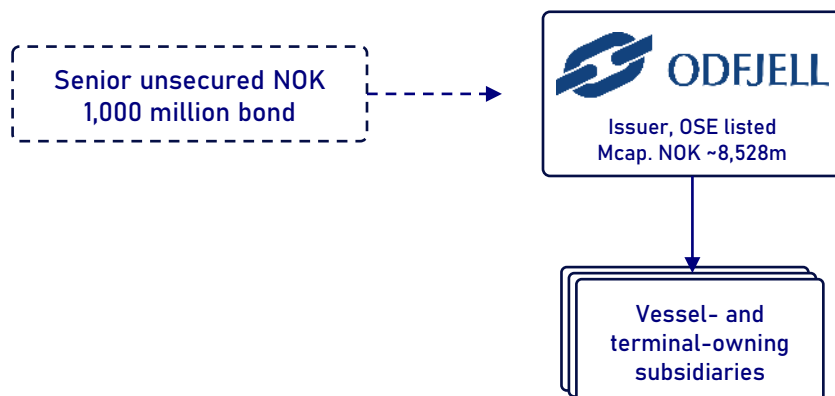 Senior unsecured NOK
1,000 million bond
ODFJELL
Issuer, OSE listed
Mcap. NOK ~8,528m
Vessel- and
terminal-owning
subsidiaries